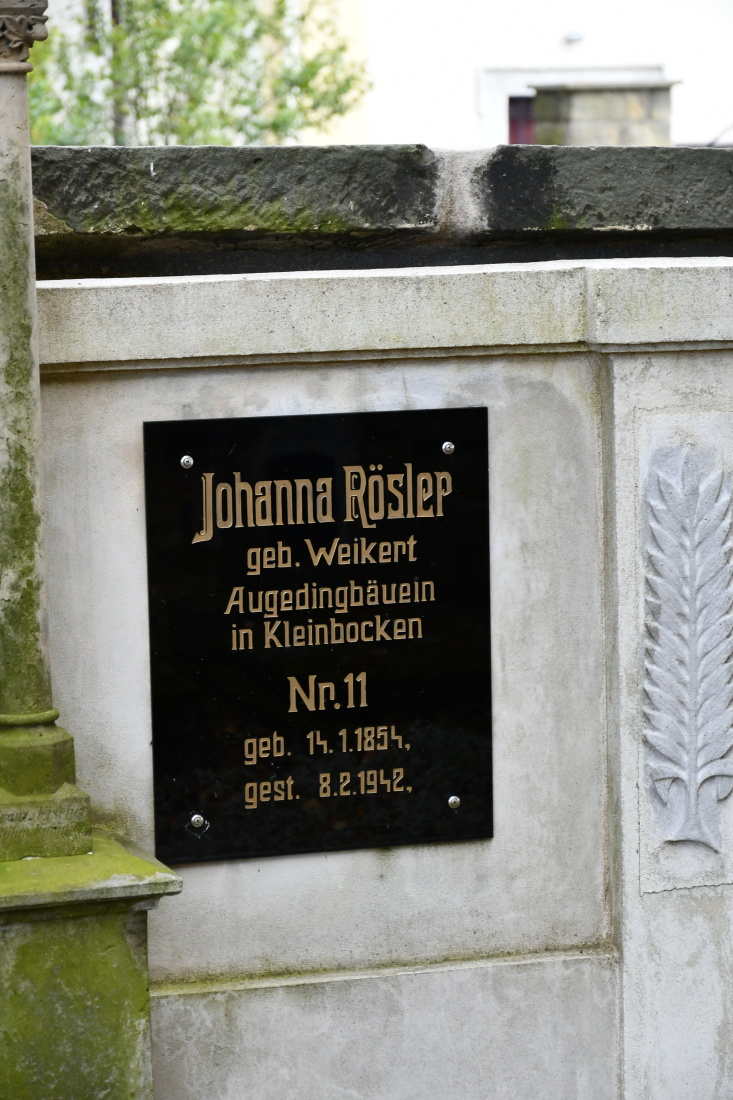 Johanna Rösler
geb. Weikert
Augedingbäuein
in Kleinbocken
Nr. 11
geb. 14.1.1854,
gest. 8.2.1942,